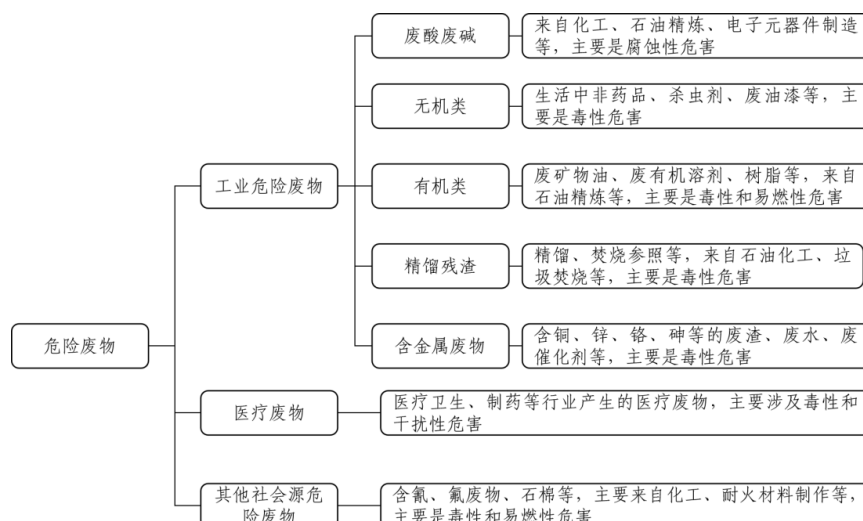 废酸废碱
来自化工、石油精炼、电子元器件制造
等，主要是腐蚀性危害
无机类
生活中非药品、杀虫剂、废油漆等，主
要是毒性危害
工业危险废物
有机类
废矿物油、废有机溶剂、树脂等，来自
石油精炼等，主要是毒性和易燃性危害
精馏残渣
精馏、焚烧参照等，来自石油化工、垃
圾焚烧等，主要是毒性危害
危险废物
含金属废物
含铜、锌、铬、砷等的废渣、废水、废
催化剂等，主要是毒性危害
医疗废物
医疗卫生、制药等行业产生的医疗废物，主要涉及毒性和
干扰性危害
其他社会源危
险废物
含氰、氟废物、石棉等，主要来自化工、耐火材料制作等，
主要是毒性和易燃性危害